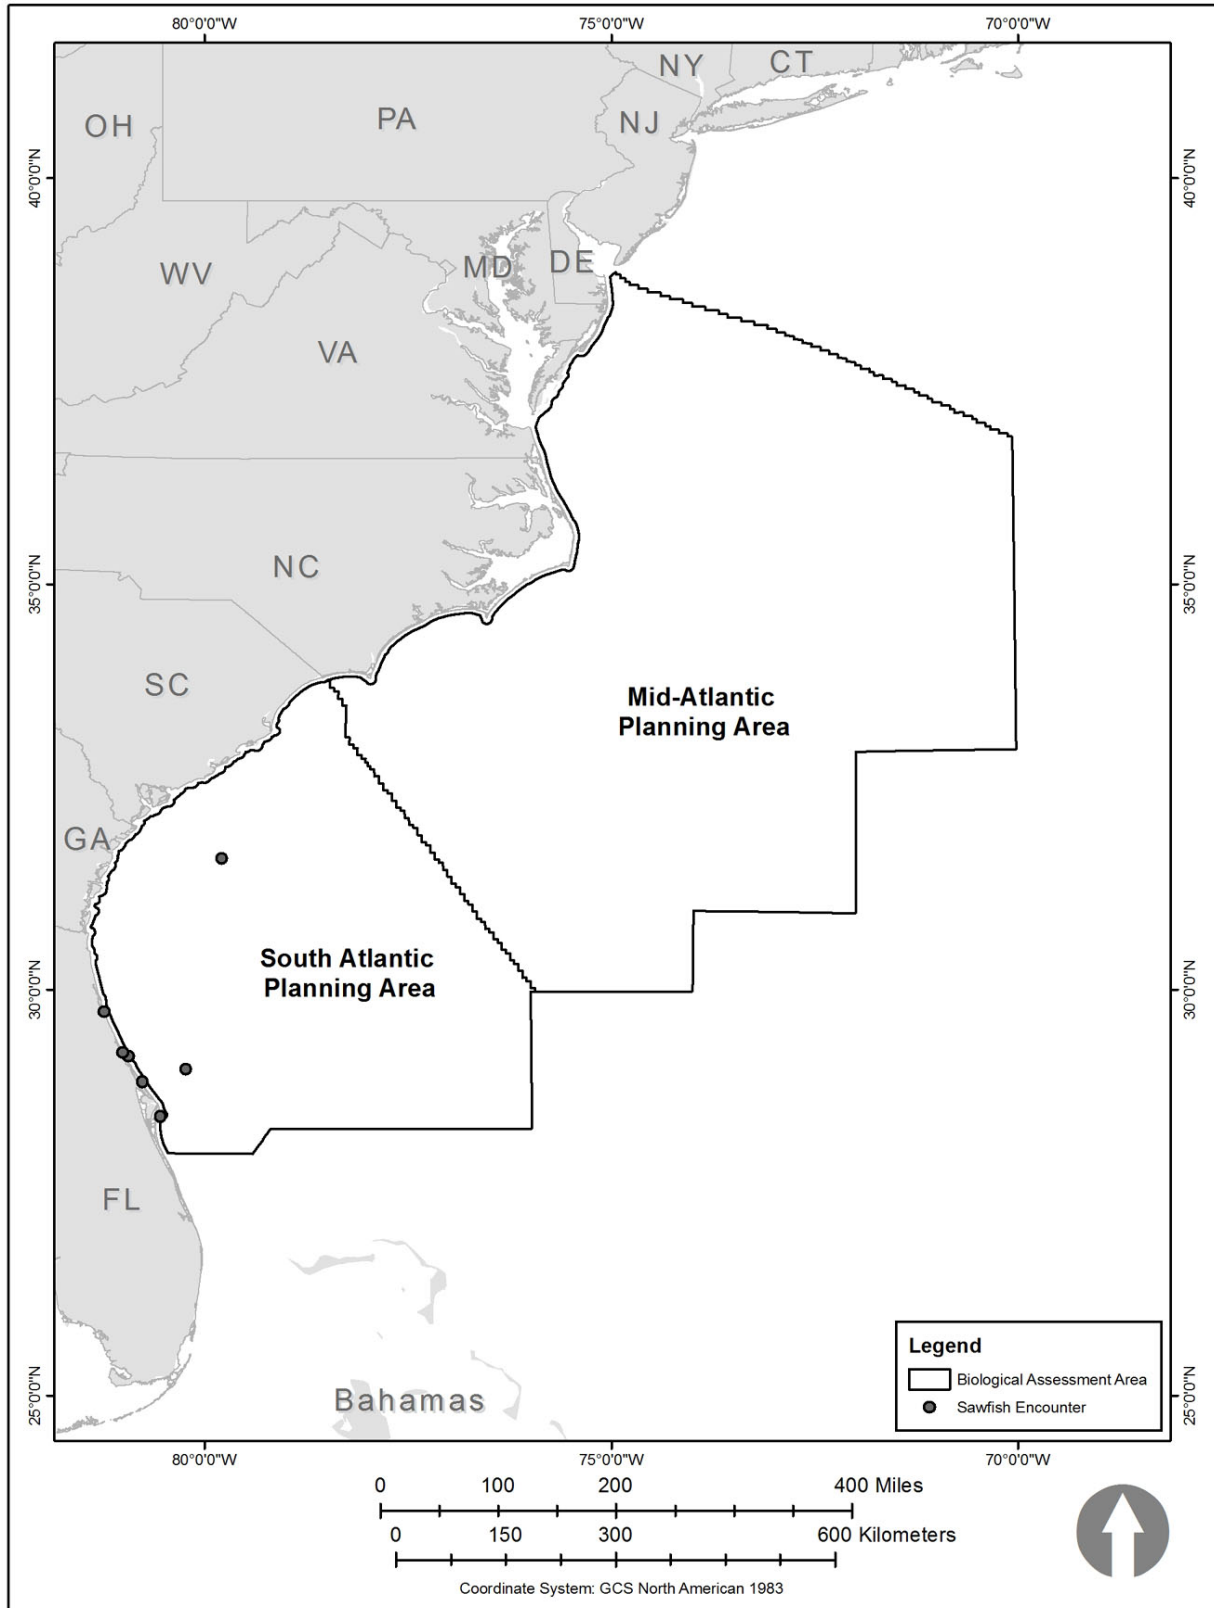 80°0'0"W
75°0'0"W
70°0'0"W
NY
CT
OH
PA
NJ
40°0'0"N
40°0'0"N
WV
MD
DE
VA
NC
35°0'0"N
35°0'0"N
SC
Mid-Atlantic
Planning Area
GA
South Atlantic
Planning Area
30°0'0"N
30°0'0"N
FL
Legend
Biological Assessment Area
Sawfish Encounter
Bahamas
25°0'0"N
25°0'0"N
80°0'0"W
75°0'0"W
70°0'0"W
0 100 200 400 Miles
0 150 300 600 Kilometers
Coordinate System: GCS North American 1983